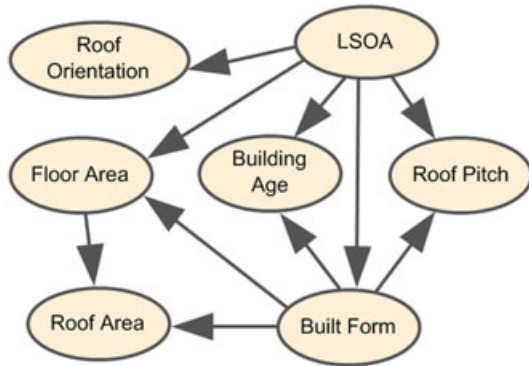 Roof
Orientation
LSOA
Floor Area
Building
Age
Roof Pitch
Roof Area
Built Form